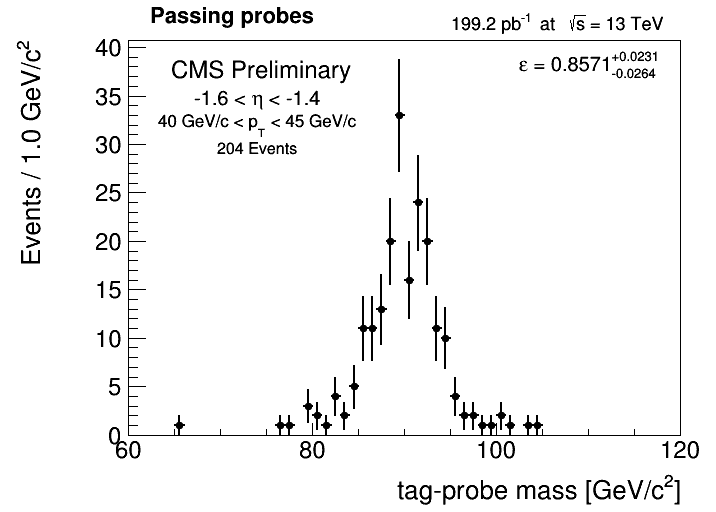 Passing probes
199.2 pb⁻¹ at √s = 13 TeV
CMS Preliminary
ε = 0.8571 +0.0231 -0.0264
-1.6 < η < -1.4
40 GeV/c < p_T < 45 GeV/c
204 Events
Events / 1.0 GeV/c²
40
35
30
25
20
15
10
5
0
60 80 100 120
tag-probe mass [GeV/c²]